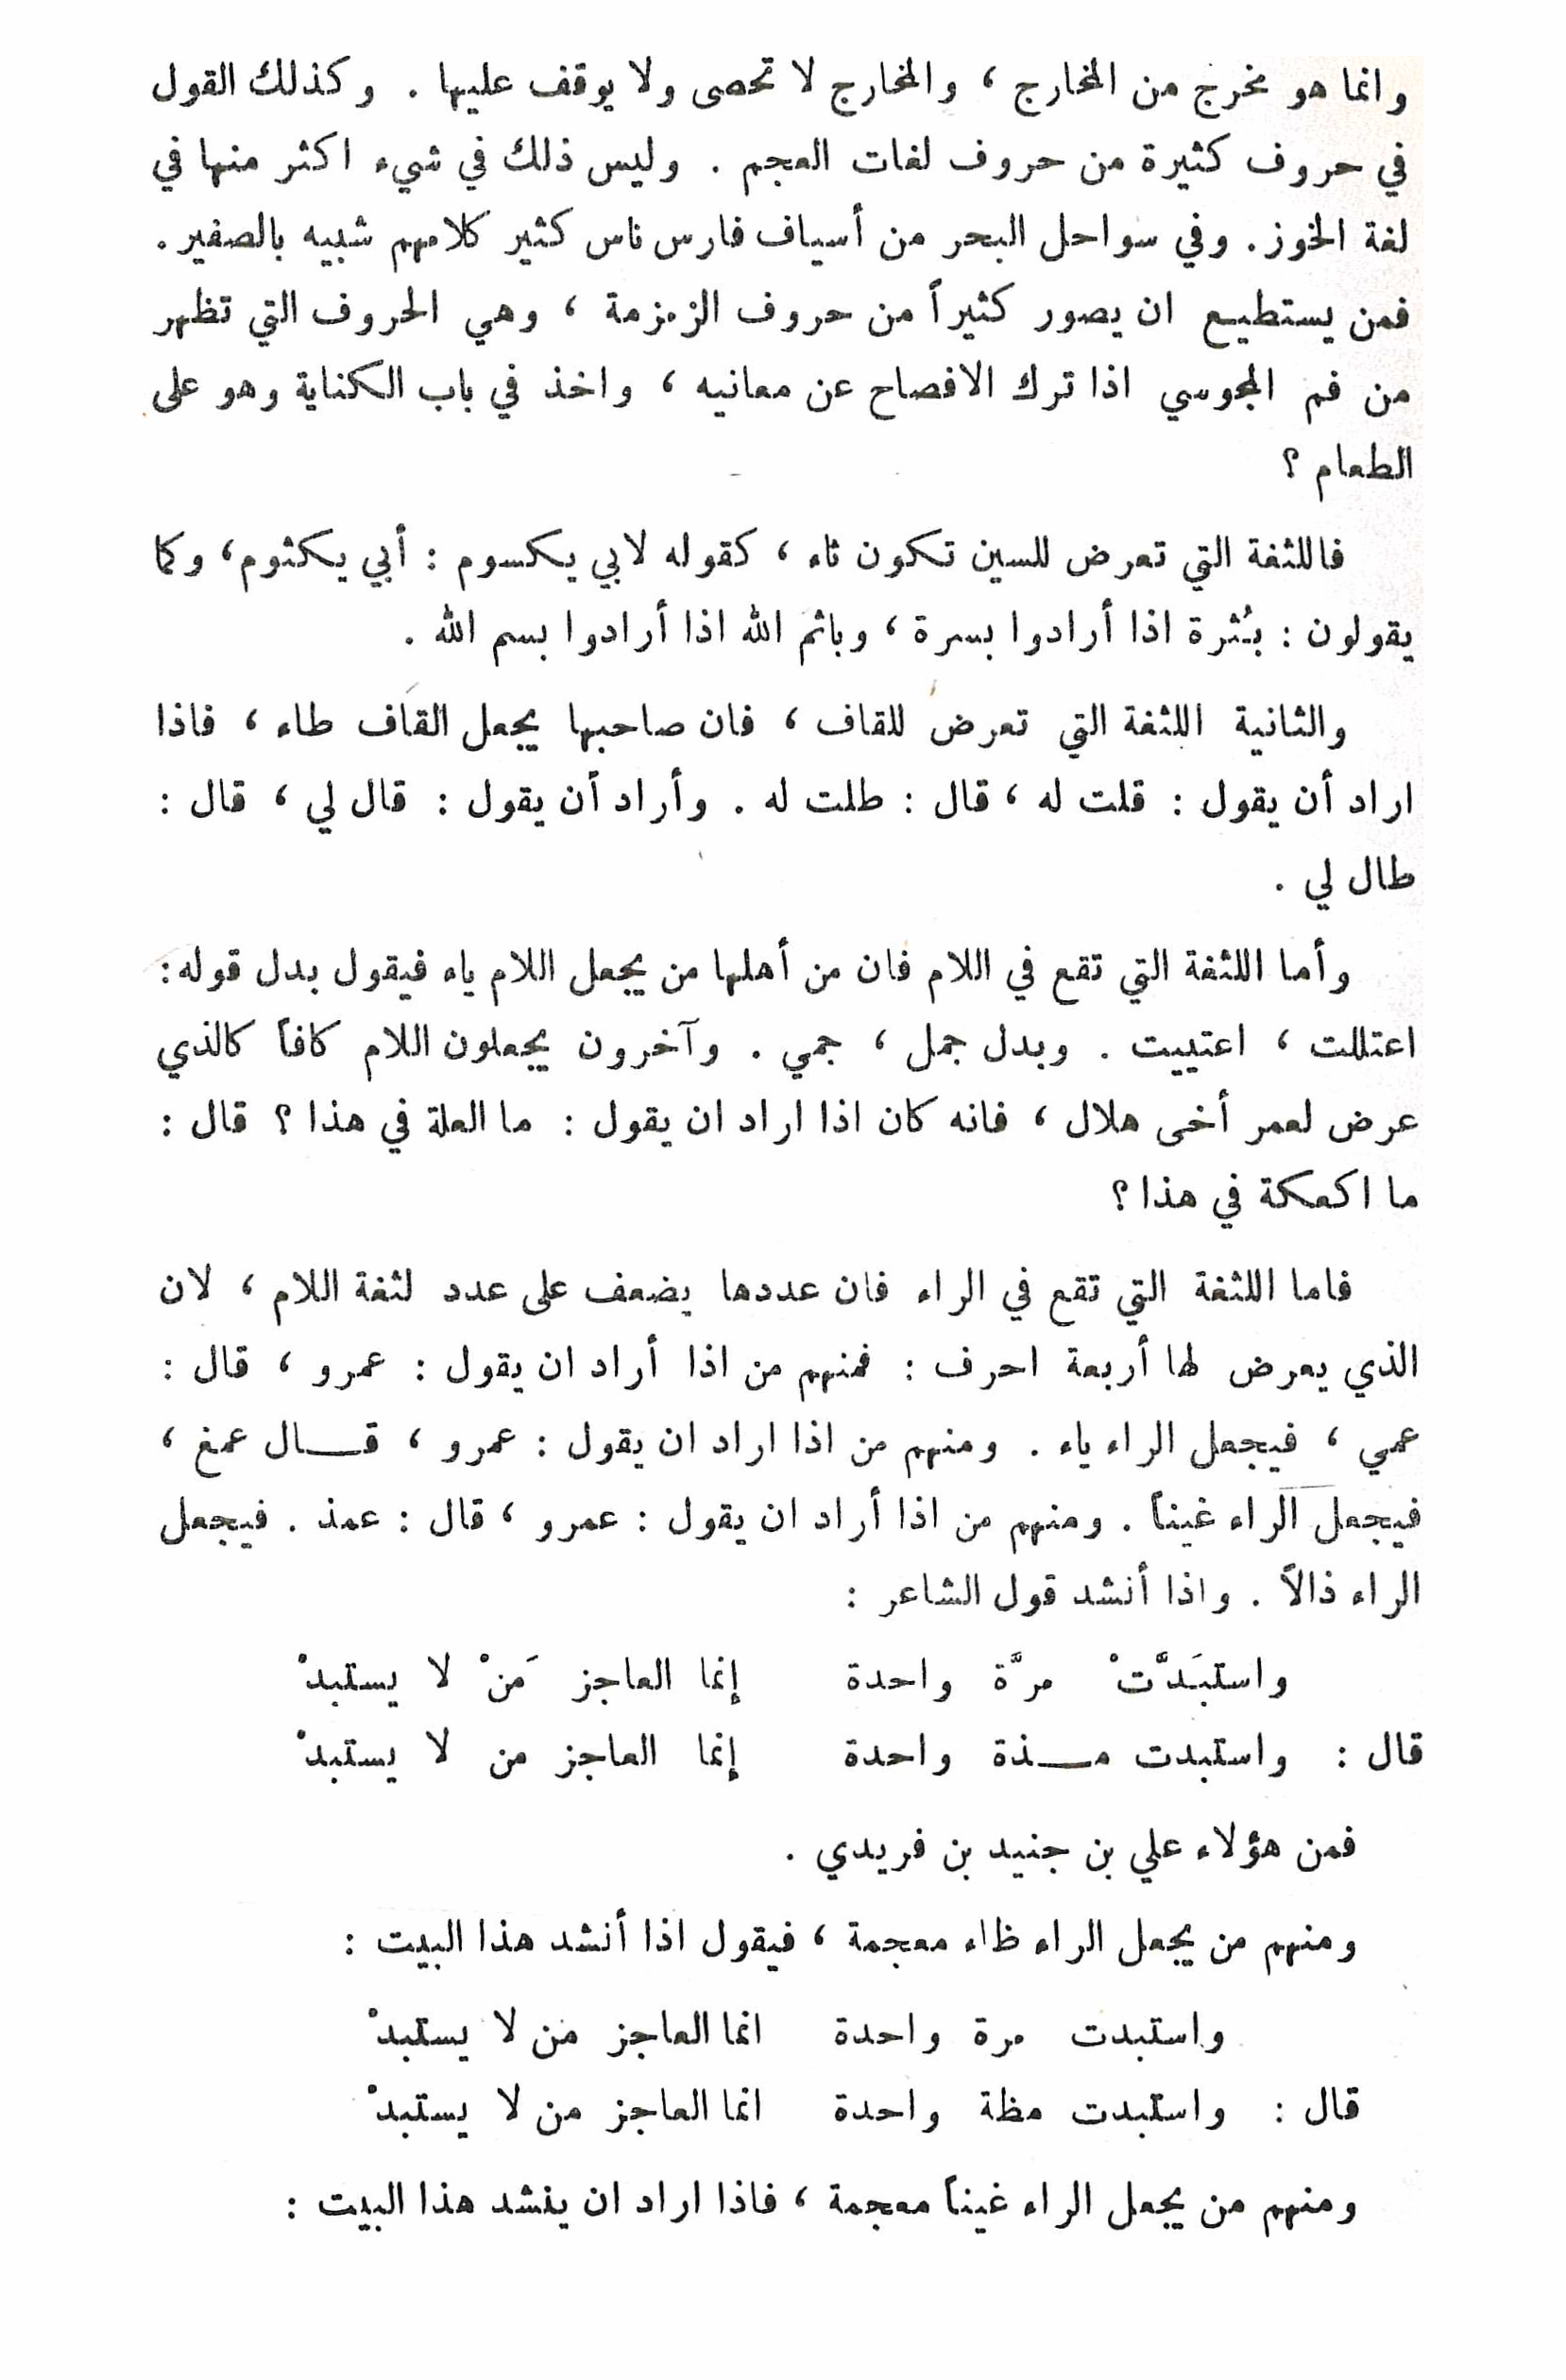 وانما هو مخرج من المخارج ، والمخارج لا تحصى ولا يوقف عليها . وكذلك القول
في حروف كثيرة من حروف لغات العجم . وليس ذلك في شيء اكثر منها في
لغة الخوز . وفي سواحل البحر من أسياف فارس ناس كثير كلامهم شبيه بالصفير .
فمن يستطيع ان يصور كثيراً من حروف الزمزمة ، وهي الحروف التي تظهر
من فم المجوسي اذا ترك الافصاح عن معانيه ، واخذ في باب الكناية وهو على
الطعام ؟
فاللثغة التي تعرض للسين تكون ثاء ، كقوله لابي يكسوم : أبي يكثوم ، وكما
يقولون : بُثرة اذا أرادوا بسرة ، وباثم الله اذا أرادوا بسم الله .
والثانية اللثغة التي تعرض للقاف ، فان صاحبها يجعل القاف طاء ، فاذا
اراد أن يقول : قلت له ، قال : طلت له . وأراد أن يقول : قال لي ، قال :
طال لي .
وأما اللثغة التي تقع في اللام فان من أهلها من يجعل اللام ياء فيقول بدل قوله :
اعتللت ، اعتييت . وبدل جمل ، جمي . وآخرون يجعلون اللام كافاً كالذي
عرض لعمر أخى هلال ، فانه كان اذا اراد ان يقول : ما العلة في هذا ؟ قال :
ما اكعكة في هذا ؟
فاما اللثغة التي تقع في الراء فان عددها يضعف على عدد لثغة اللام ، لان
الذي يعرض لها أربعة احرف : فمنهم من اذا أراد ان يقول : عمرو ، قال :
عمي ، فيجعل الراء ياء . ومنهم من اذا اراد ان يقول : عمرو ، قــال عمغ ،
فيجعل الراء غيناً . ومنهم من اذا أراد ان يقول : عمرو ، قال : عمذ . فيجعل
الراء ذالاً . واذا أنشد قول الشاعر :
واستبَدَّتْ مرَّة واحدة إنما العاجز مَنْ لا يستبدْ
قال : واستبدت مــذة واحدة إنما العاجز من لا يستبدْ
فمن هؤلاء علي بن جنيد بن فريدي .
ومنهم من يجعل الراء ظاء معجمة ، فيقول اذا أنشد هذا البيت :
واستبدت مرة واحدة انما العاجز من لا يستبدْ
قال : واستبدت مظة واحدة انما العاجز من لا يستبدْ
ومنهم من يجعل الراء غيناً معجمة ، فاذا اراد ان ينشد هذا البيت :